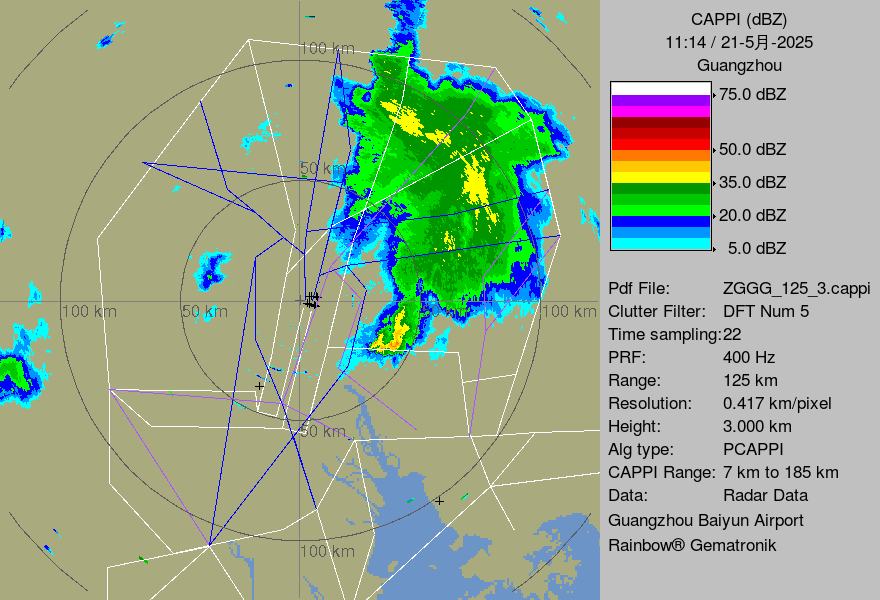 CAPPI (dBZ)
11:14 / 21-5月-2025
Guangzhou
75.0 dBZ
50.0 dBZ
35.0 dBZ
20.0 dBZ
5.0 dBZ
Pdf File: ZGGG_125_3.cappi
Clutter Filter: DFT Num 5
Time sampling:22
PRF: 400 Hz
Range: 125 km
Resolution: 0.417 km/pixel
Height: 3.000 km
Alg type: PCAPPI
CAPPI Range: 7 km to 185 km
Data: Radar Data
Guangzhou Baiyun Airport
Rainbow® Gematronik
100 km
50 km
100 km
50 km
100 km
50 km
100 km